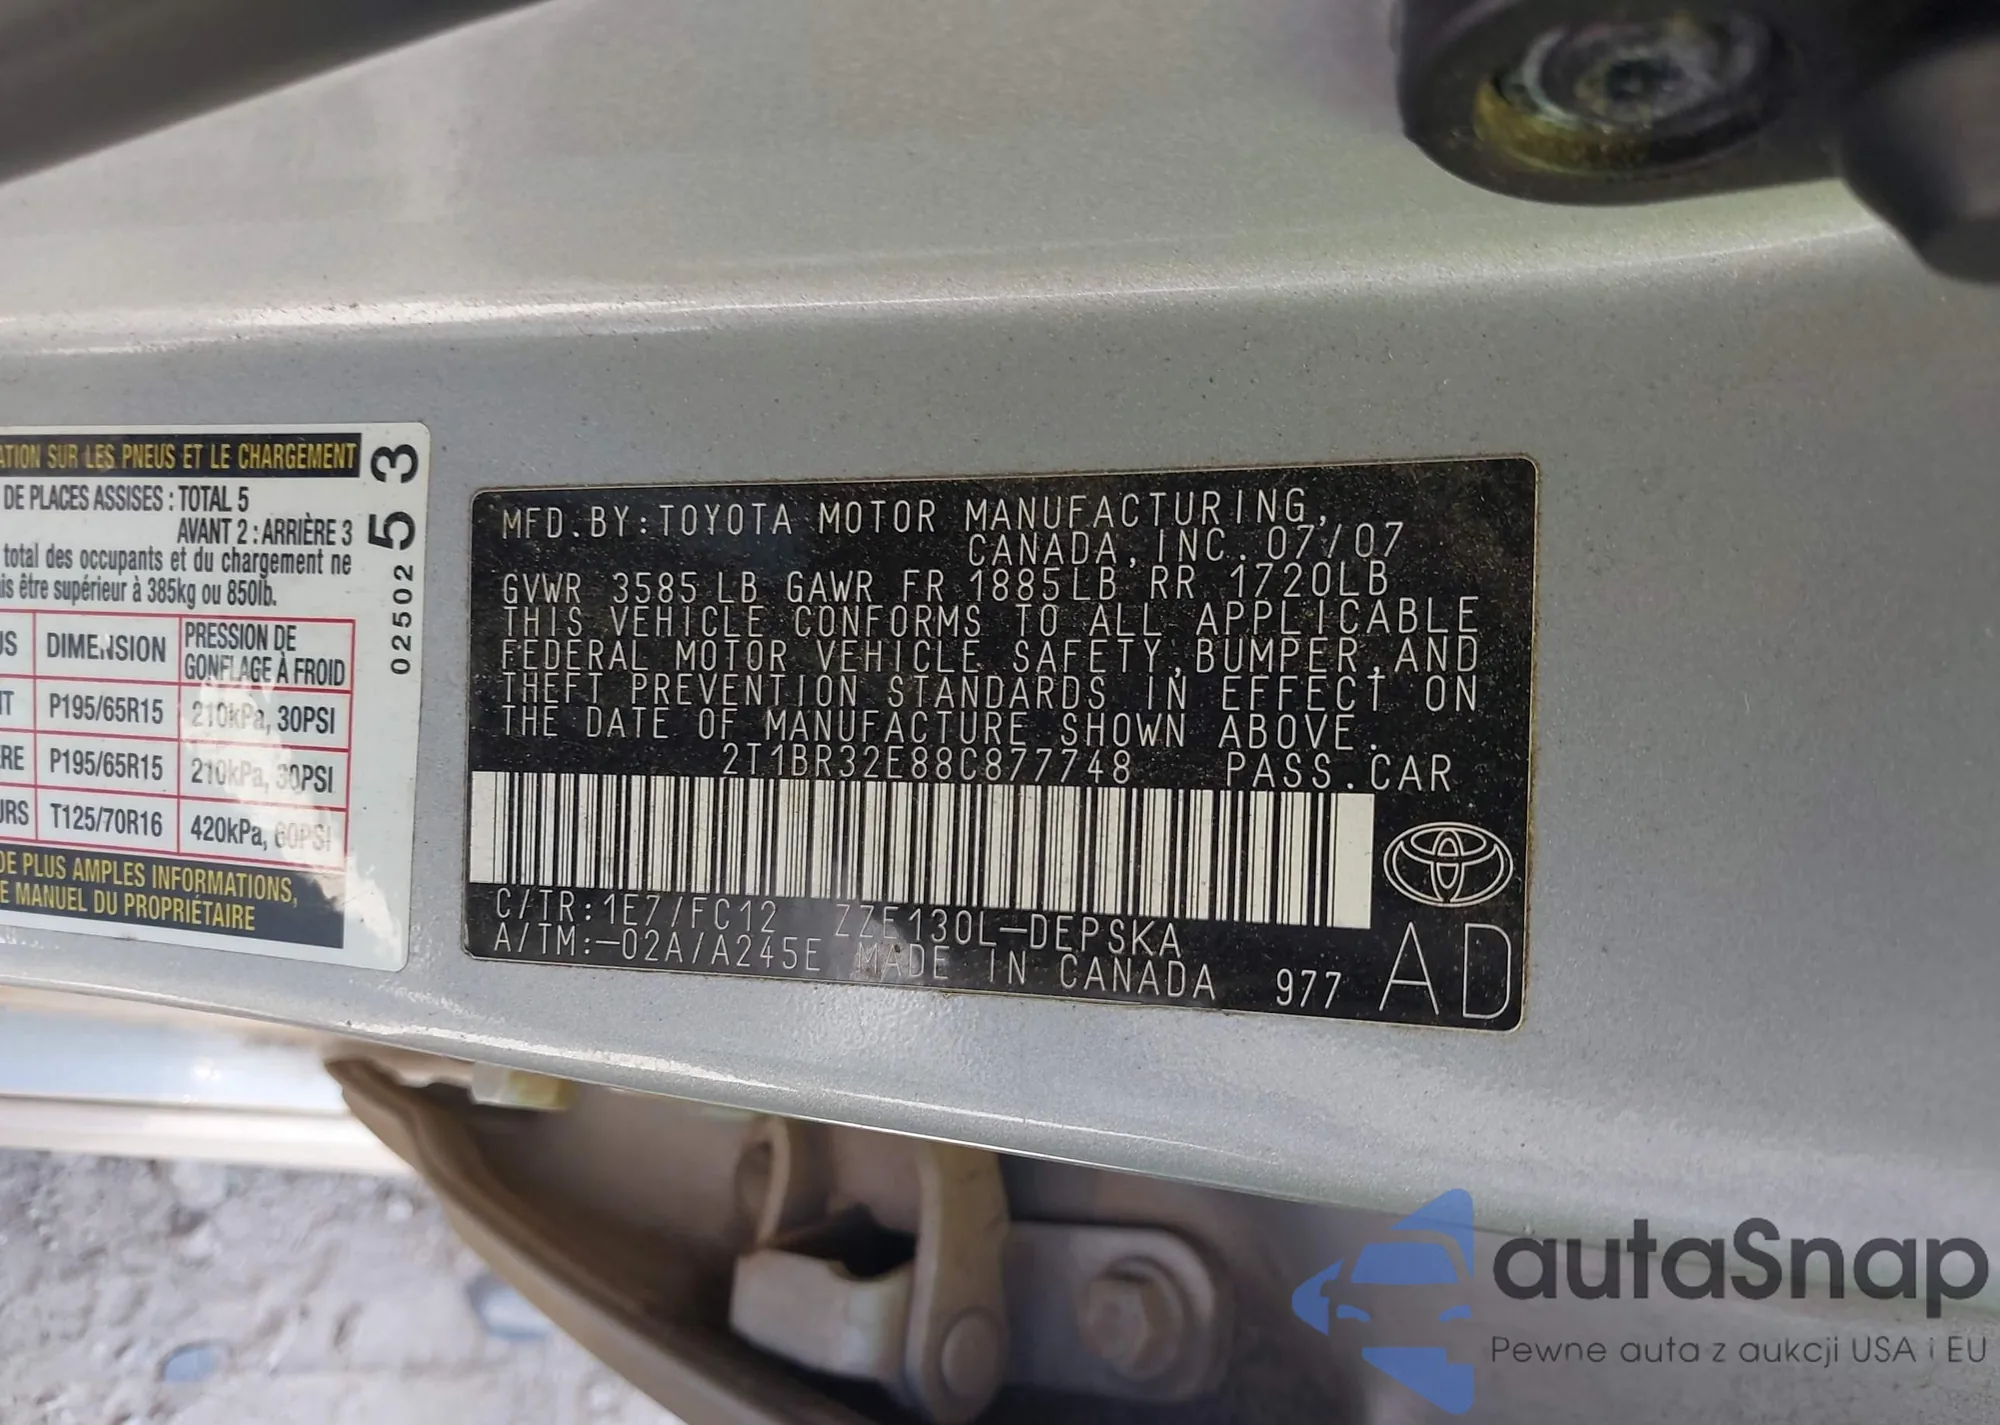 ATION SUR LES PNEUS ET LE CHARGEMENT
DE PLACES ASSISES : TOTAL 5
AVANT 2 : ARRIÈRE 3
total des occupants et du chargement ne
is être supérieur à 385kg ou 850lb.
US DIMENSION PRESSION DE
GONFLAGE À FROID
NT P195/65R15 210kPa, 30PSI
ÈRE P195/65R15 210kPa, 30PSI
URS T125/70R16 420kPa, 60PSI
DE PLUS AMPLES INFORMATIONS,
E MANUEL DU PROPRIÉTAIRE
02502 5 3
MFD.BY:TOYOTA MOTOR MANUFACTURING,
CANADA, INC. 07/07
GVWR 3585 LB GAWR FR 1885LB RR 1720LB
THIS VEHICLE CONFORMS TO ALL APPLICABLE
FEDERAL MOTOR VEHICLE SAFETY,BUMPER,AND
THEFT PREVENTION STANDARDS IN EFFECT ON
THE DATE OF MANUFACTURE SHOWN ABOVE.
2T1BR32E88C877748 PASS.CAR
C/TR:1E7/FC12 ZZE130L-DEPSKA
A/TM:-02A/A245E MADE IN CANADA 977 AD
autaSnap
Pewne auta z aukcji USA i EU